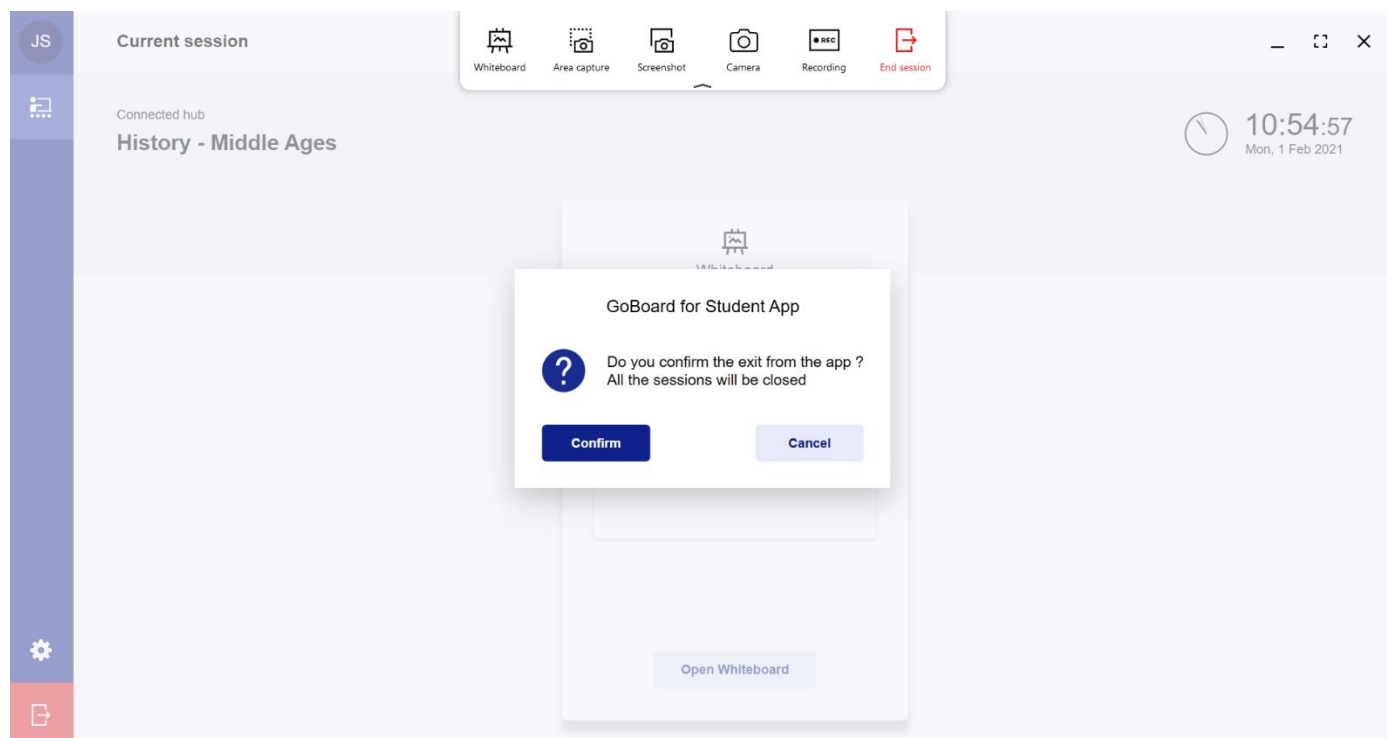 JS
Current session
Whiteboard
Area capture
Screenshot
Camera
● REC
Recording
End session
Connected hub
History - Middle Ages
10:54:57
Mon, 1 Feb 2021
Whiteboard
GoBoard for Student App
?
Do you confirm the exit from the app ?
All the sessions will be closed
Confirm
Cancel
Open Whiteboard